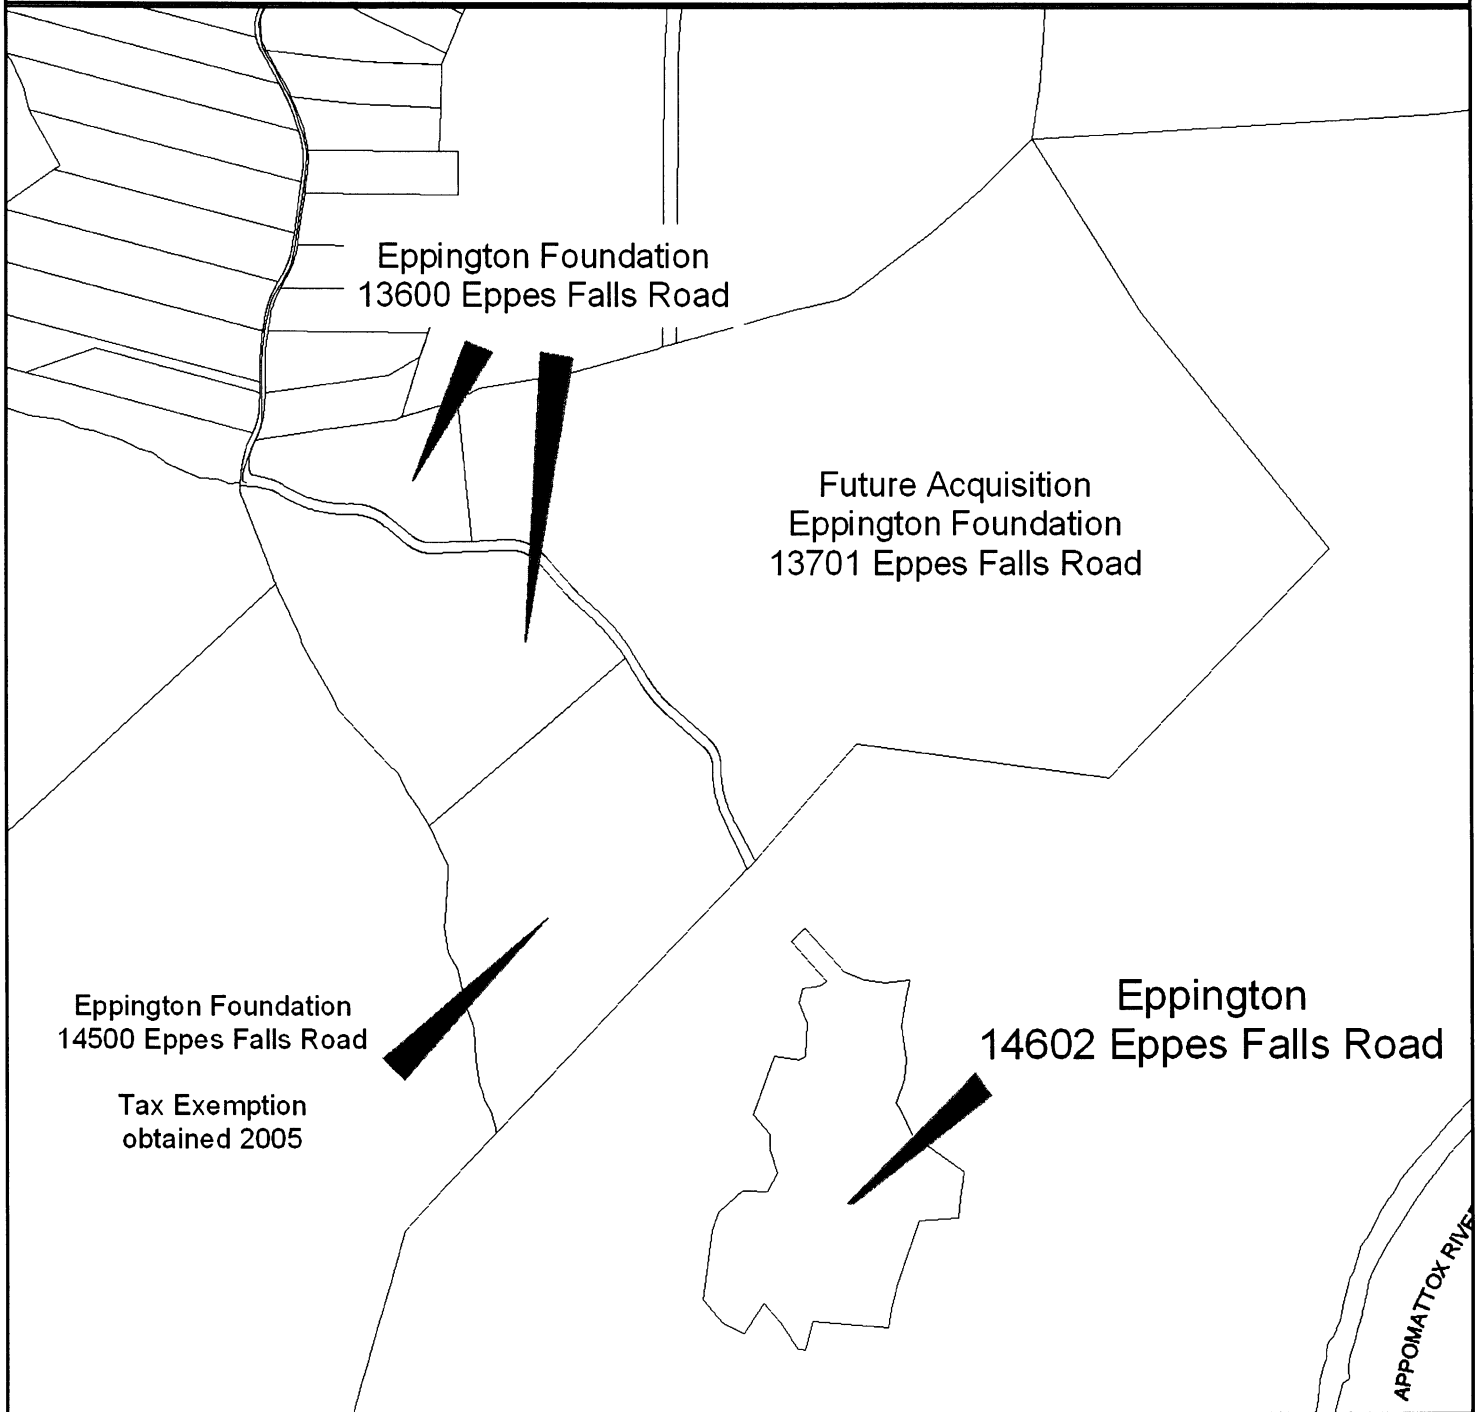 Eppington Foundation
13600 Eppes Falls Road
Future Acquisition
Eppington Foundation
13701 Eppes Falls Road
Eppington Foundation
14500 Eppes Falls Road
Tax Exemption
obtained 2005
Eppington
14602 Eppes Falls Road
APPOMATTOX RIVE